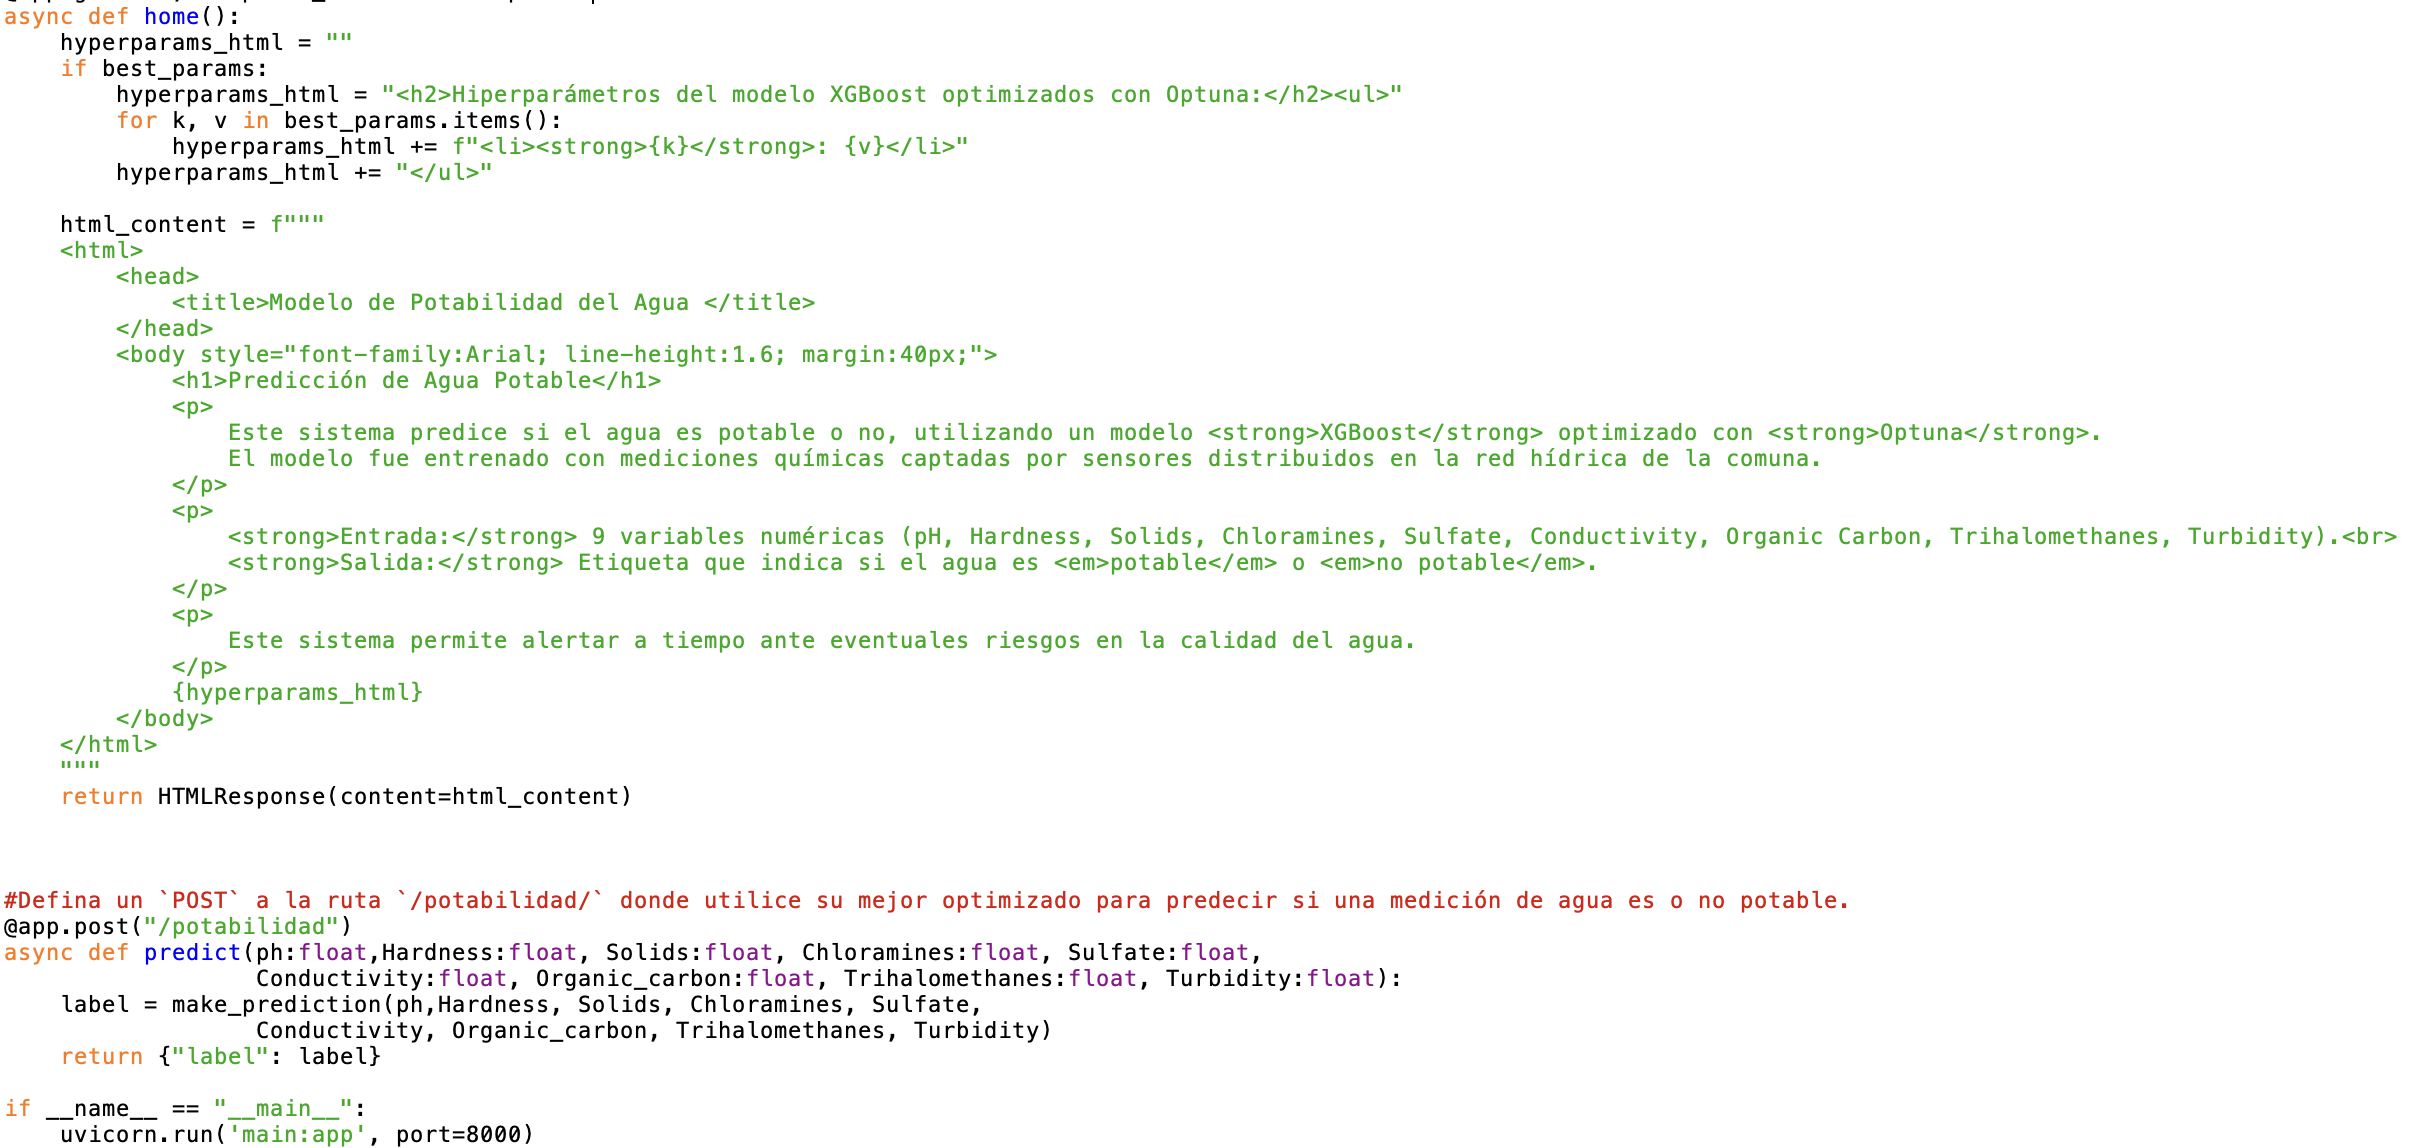 async def home():
    hyperparams_html = ""
    if best_params:
        hyperparams_html = "<h2>Hiperparámetros del modelo XGBoost optimizados con Optuna:</h2><ul>"
        for k, v in best_params.items():
            hyperparams_html += f"<li><strong>{k}</strong>: {v}</li>"
        hyperparams_html += "</ul>"

    html_content = f"""
    <html>
        <head>
            <title>Modelo de Potabilidad del Agua </title>
        </head>
        <body style="font-family:Arial; line-height:1.6; margin:40px;">
            <h1>Predicción de Agua Potable</h1>
            <p>
                Este sistema predice si el agua es potable o no, utilizando un modelo <strong>XGBoost</strong> optimizado con <strong>Optuna</strong>.
                El modelo fue entrenado con mediciones químicas captadas por sensores distribuidos en la red hídrica de la comuna.
            </p>
            <p>
                <strong>Entrada:</strong> 9 variables numéricas (pH, Hardness, Solids, Chloramines, Sulfate, Conductivity, Organic Carbon, Trihalomethanes, Turbidity).<br>
                <strong>Salida:</strong> Etiqueta que indica si el agua es <em>potable</em> o <em>no potable</em>.
            </p>
            <p>
                Este sistema permite alertar a tiempo ante eventuales riesgos en la calidad del agua.
            </p>
            {hyperparams_html}
        </body>
    </html>
    """
    return HTMLResponse(content=html_content)

#Defina un `POST` a la ruta `/potabilidad/` donde utilice su mejor optimizado para predecir si una medición de agua es o no potable.
@app.post("/potabilidad")
async def predict(ph:float,Hardness:float, Solids:float, Chloramines:float, Sulfate:float,
                  Conductivity:float, Organic_carbon:float, Trihalomethanes:float, Turbidity:float):
    label = make_prediction(ph,Hardness, Solids, Chloramines, Sulfate,
                  Conductivity, Organic_carbon, Trihalomethanes, Turbidity)
    return {"label": label}

if __name__ == "__main__":
    uvicorn.run('main:app', port=8000)